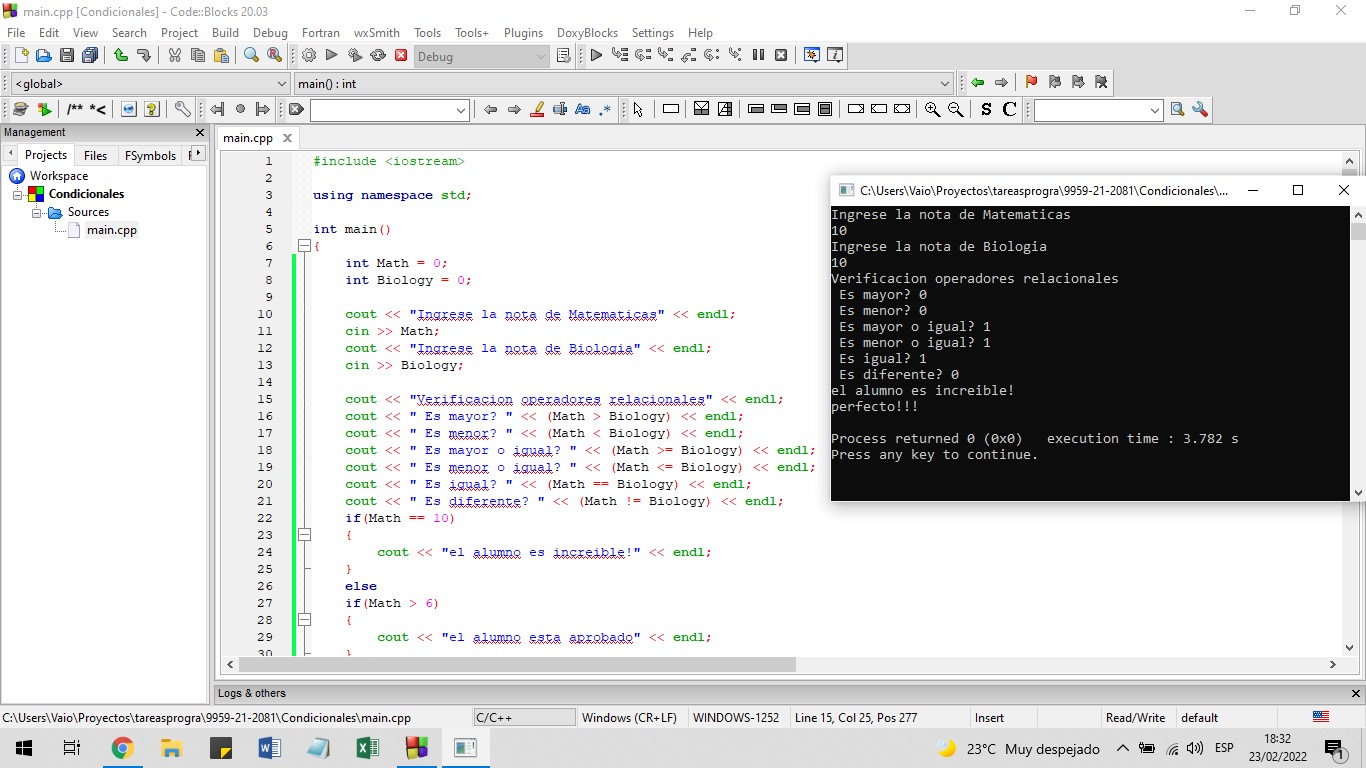 main.cpp [Condicionales] - Code::Blocks 20.03
File Edit View Search Project Build Debug Fortran wxSmith Tools Tools+ Plugins DoxyBlocks Settings Help
Debug
<global> main() : int
/** *< Aa .* S C
Management
Projects Files FSymbols
Workspace
Condicionales
Sources
main.cpp
main.cpp
1 #include <iostream>
2
3 using namespace std;
4
5 int main()
6 {
7 int Math = 0;
8 int Biology = 0;
9
10 cout << "Ingrese la nota de Matematicas" << endl;
11 cin >> Math;
12 cout << "Ingrese la nota de Biologia" << endl;
13 cin >> Biology;
14
15 cout << "Verificacion operadores relacionales" << endl;
16 cout << " Es mayor? " << (Math > Biology) << endl;
17 cout << " Es menor? " << (Math < Biology) << endl;
18 cout << " Es mayor o igual? " << (Math >= Biology) << endl;
19 cout << " Es menor o igual? " << (Math <= Biology) << endl;
20 cout << " Es igual? " << (Math == Biology) << endl;
21 cout << " Es diferente? " << (Math != Biology) << endl;
22 if(Math == 10)
23 {
24 cout << "el alumno es increible!" << endl;
25 }
26 else
27 if(Math > 6)
28 {
29 cout << "el alumno esta aprobado" << endl;
30 }
C:\Users\Vaio\Proyectos\tareasprogra\9959-21-2081\Condicionales\...
Ingrese la nota de Matematicas
10
Ingrese la nota de Biologia
10
Verificacion operadores relacionales
Es mayor? 0
Es menor? 0
Es mayor o igual? 1
Es menor o igual? 1
Es igual? 1
Es diferente? 0
el alumno es increible!
perfecto!!!
Process returned 0 (0x0) execution time : 3.782 s
Press any key to continue.
Logs & others
C:\Users\Vaio\Proyectos\tareasprogra\9959-21-2081\Condicionales\main.cpp C/C++ Windows (CR+LF) WINDOWS-1252 Line 15, Col 25, Pos 277 Insert Read/Write default
23°C Muy despejado ESP 18:32
23/02/2022
1